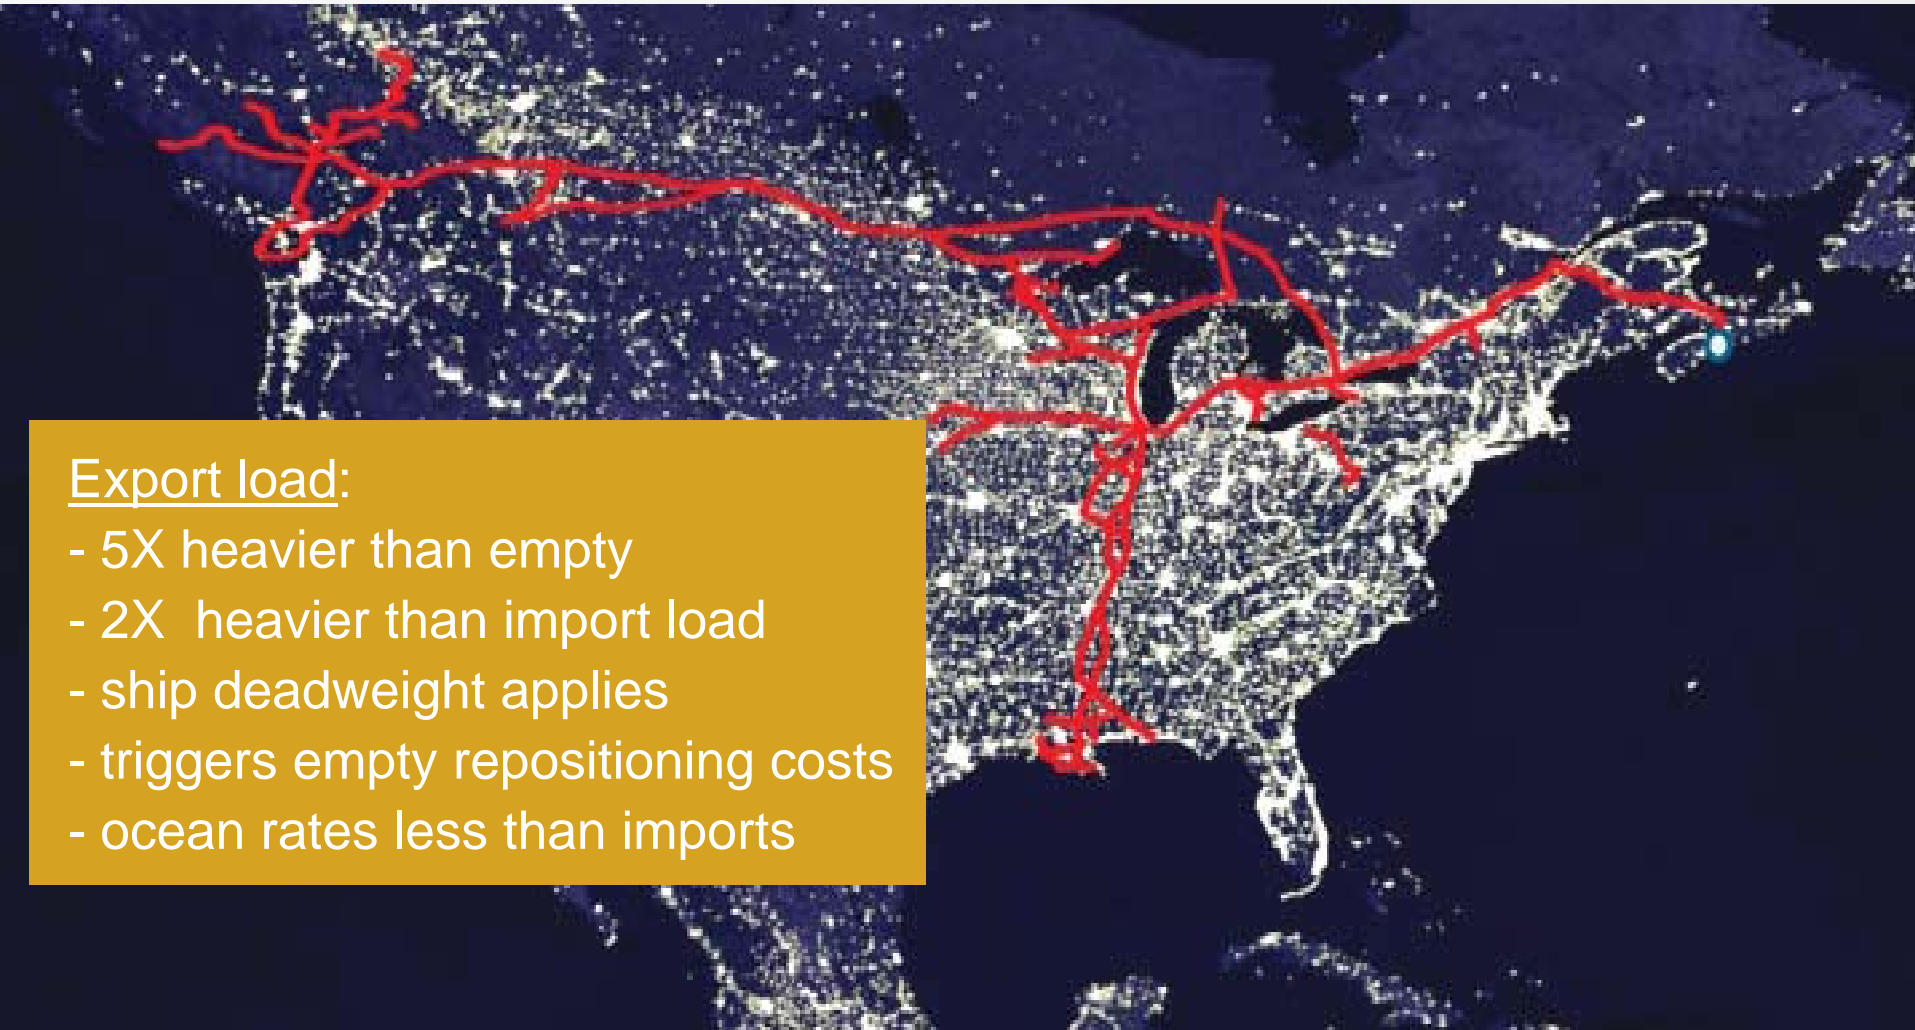 Export load:
- 5X heavier than empty
- 2X  heavier than import load
- ship deadweight applies
- triggers empty repositioning costs
- ocean rates less than imports